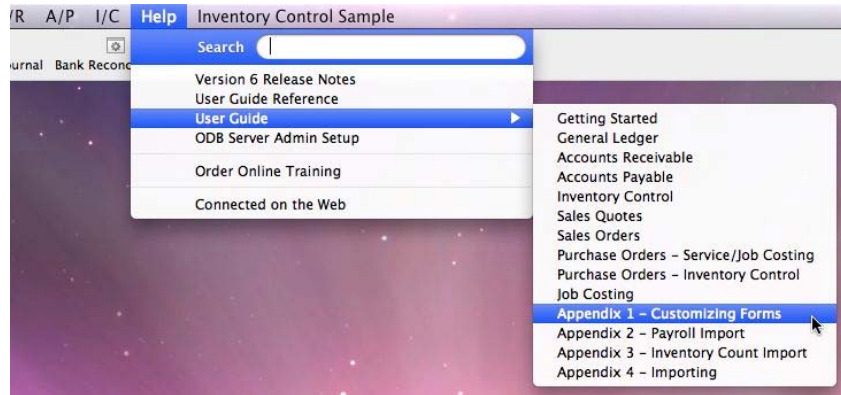 /R A/P I/C Help Inventory Control Sample
Search
Bank Reconc
Version 6 Release Notes
User Guide Reference
User Guide
ODB Server Admin Setup
Order Online Training
Connected on the Web
Getting Started
General Ledger
Accounts Receivable
Accounts Payable
Inventory Control
Sales Quotes
Sales Orders
Purchase Orders – Service/Job Costing
Purchase Orders – Inventory Control
Job Costing
Appendix 1 – Customizing Forms
Appendix 2 – Payroll Import
Appendix 3 – Inventory Count Import
Appendix 4 – Importing